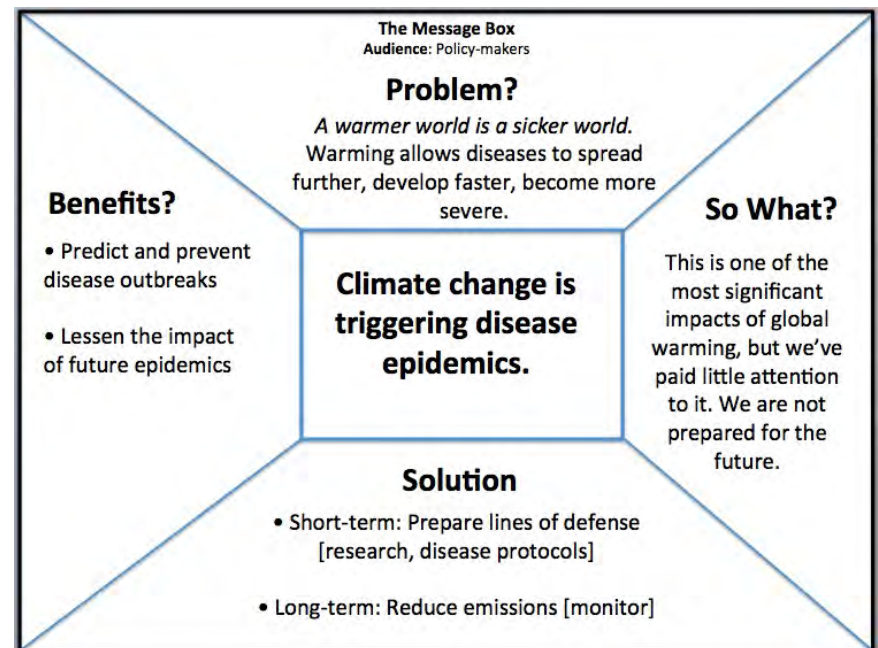 The Message Box
Audience: Policy-makers
Problem?
A warmer world is a sicker world.
Warming allows diseases to spread
further, develop faster, become more
severe.
Benefits?
• Predict and prevent
disease outbreaks
• Lessen the impact
of future epidemics
Climate change is
triggering disease
epidemics.
So What?
This is one of the
most significant
impacts of global
warming, but we’ve
paid little attention
to it. We are not
prepared for the
future.
Solution
• Short-term: Prepare lines of defense
[research, disease protocols]
• Long-term: Reduce emissions [monitor]